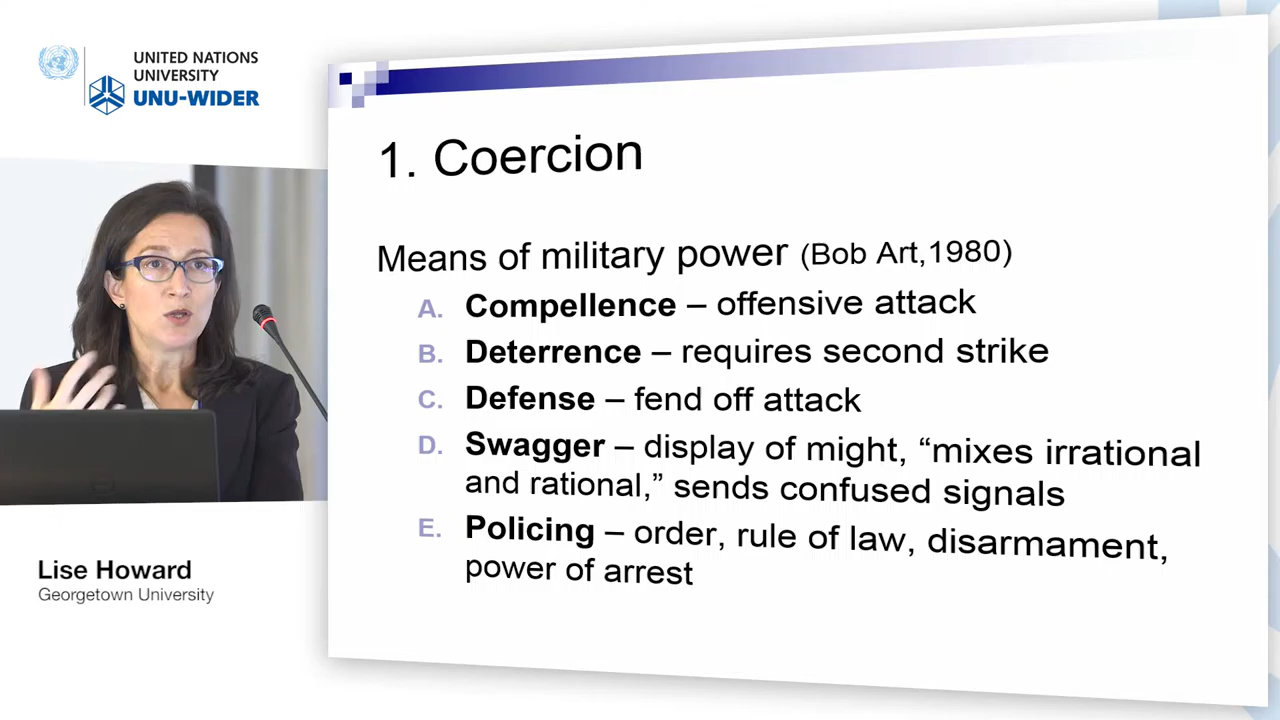 UNITED NATIONS
UNIVERSITY
UNU-WIDER
1. Coercion
Means of military power (Bob Art,1980)
A. Compellence – offensive attack
B. Deterrence – requires second strike
C. Defense – fend off attack
D. Swagger – display of might, “mixes irrational
and rational,” sends confused signals
E. Policing – order, rule of law, disarmament,
power of arrest
Lise Howard
Georgetown University